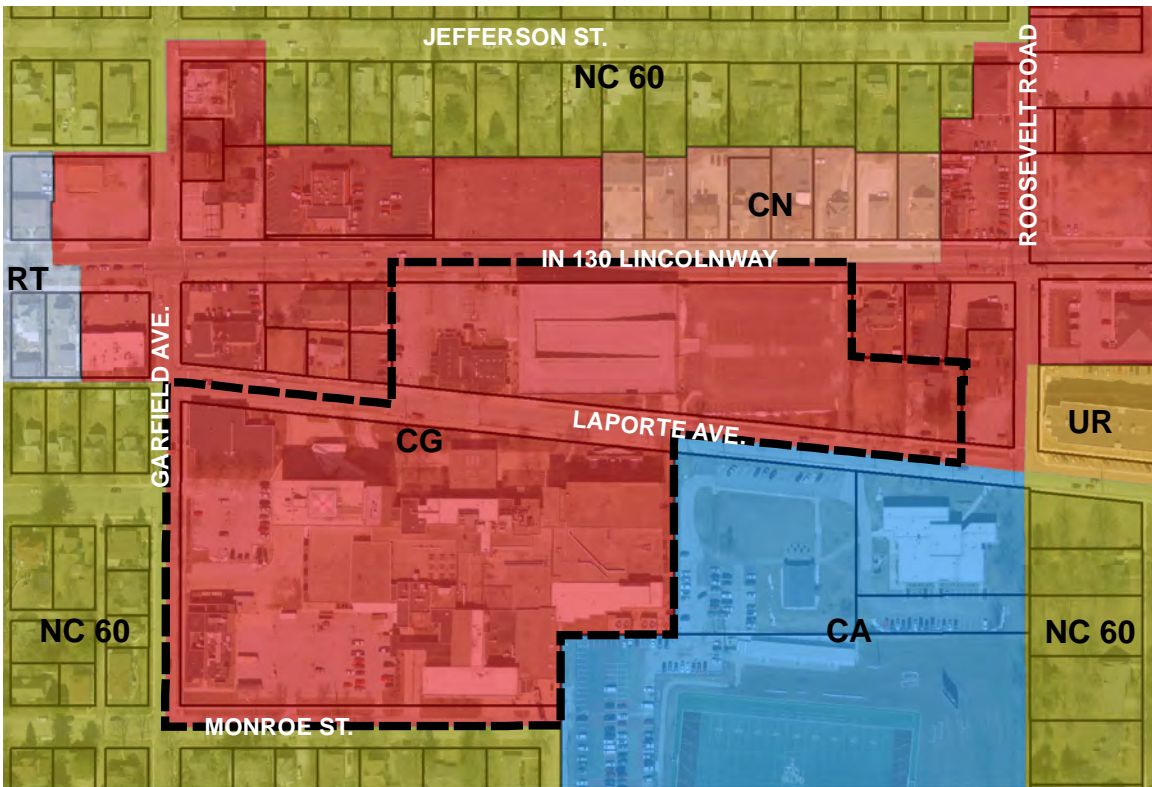 JEFFERSON ST.
NC 60
ROOSEVELT ROAD
CN
IN 130 LINCOLNWAY
RT
GARFIELD AVE.
LAPORTE AVE.
UR
CG
NC 60
CA
NC 60
MONROE ST.